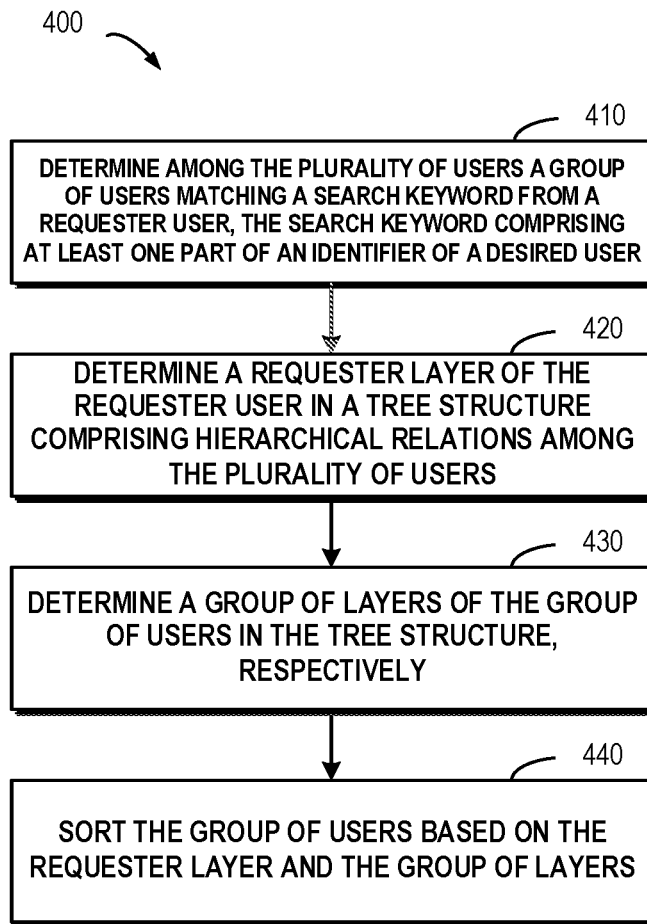 400
410
DETERMINE AMONG THE PLURALITY OF USERS A GROUP
OF USERS MATCHING A SEARCH KEYWORD FROM A
REQUESTER USER, THE SEARCH KEYWORD COMPRISING
AT LEAST ONE PART OF AN IDENTIFIER OF A DESIRED USER
420
DETERMINE A REQUESTER LAYER OF THE
REQUESTER USER IN A TREE STRUCTURE
COMPRISING HIERARCHICAL RELATIONS AMONG
THE PLURALITY OF USERS
430
DETERMINE A GROUP OF LAYERS OF THE GROUP
OF USERS IN THE TREE STRUCTURE,
RESPECTIVELY
440
SORT THE GROUP OF USERS BASED ON THE
REQUESTER LAYER AND THE GROUP OF LAYERS